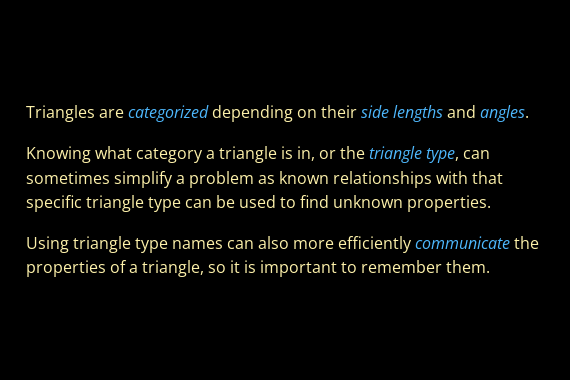 Triangles are categorized depending on their side lengths and angles.
Knowing what category a triangle is in, or the triangle type, can
sometimes simplify a problem as known relationships with that
specific triangle type can be used to find unknown properties.
Using triangle type names can also more efficiently communicate the
properties of a triangle, so it is important to remember them.